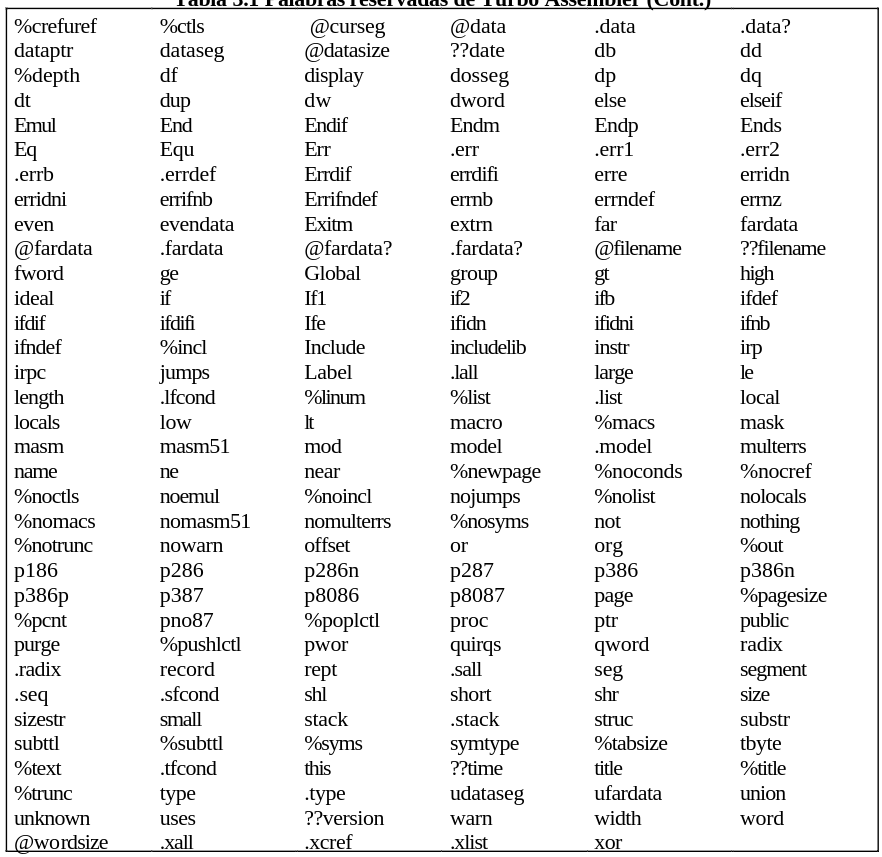 Tabla 3.1 Palabras reservadas de Turbo Assembler (Cont.)
%crefuref %ctls @curseg @data .data .data?
dataptr dataseg @datasize ??date db dd
%depth df display dosseg dp dq
dt dup dw dword else elseif
Emul End Endif Endm Endp Ends
Eq Equ Err .err .err1 .err2
.errb .errdef Errdif errdifi erre erridn
erridni errifnb Errifndef errnb errndef errnz
even evendata Exitm extrn far fardata
@fardata .fardata @fardata? .fardata? @filename ??filename
fword ge Global group gt high
ideal if If1 if2 ifb ifdef
ifdif ifdifi Ife ifidn ifidni ifnb
ifndef %incl Include includelib instr irp
irpc jumps Label .lall large le
length .lfcond %linum %list .list local
locals low lt macro %macs mask
masm masm51 mod model .model multerrs
name ne near %newpage %noconds %nocref
%noctls noemul %noincl nojumps %nolist nolocals
%nomacs nomasm51 nomulterrs %nosyms not nothing
%notrunc nowarn offset or org %out
p186 p286 p286n p287 p386 p386n
p386p p387 p8086 p8087 page %pagesize
%pcnt pno87 %poplctl proc ptr public
purge %pushlctl pwor quirqs qword radix
.radix record rept .sall seg segment
.seq .sfcond shl short shr size
sizestr small stack .stack struc substr
subttl %subttl %syms symtype %tabsize tbyte
%text .tfcond this ??time title %title
%trunc type .type udataseg ufardata union
unknown uses ??version warn width word
@wordsize .xall .xcref .xlist xor